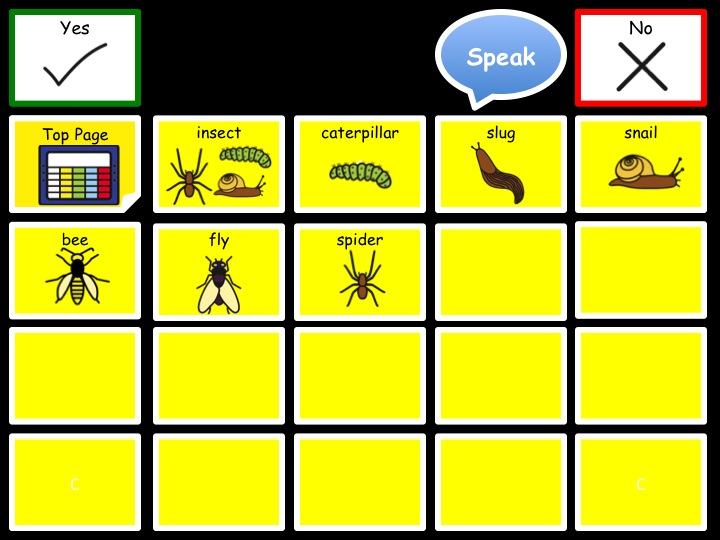 Yes
Speak
No
Top Page
insect
caterpillar
slug
snail
bee
fly
spider
C
C